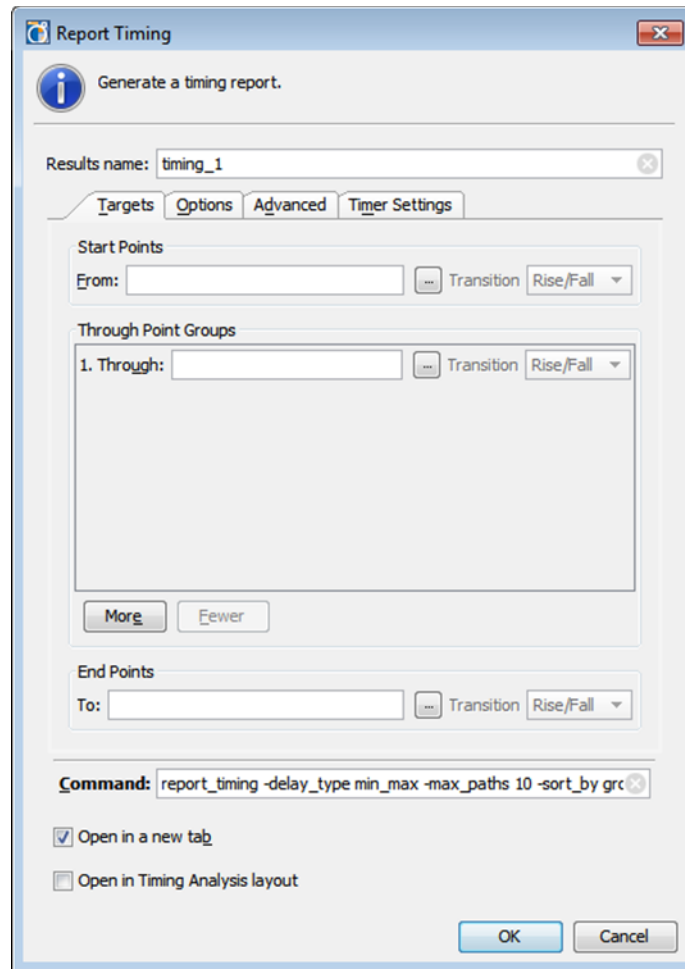 Report Timing
Generate a timing report.
Results name: timing_1
Targets Options Advanced Timer Settings
Start Points
From: ... Transition Rise/Fall
Through Point Groups
1. Through: ... Transition Rise/Fall
More Fewer
End Points
To: ... Transition Rise/Fall
Command: report_timing -delay_type min_max -max_paths 10 -sort_by gro
Open in a new tab
Open in Timing Analysis layout
OK Cancel